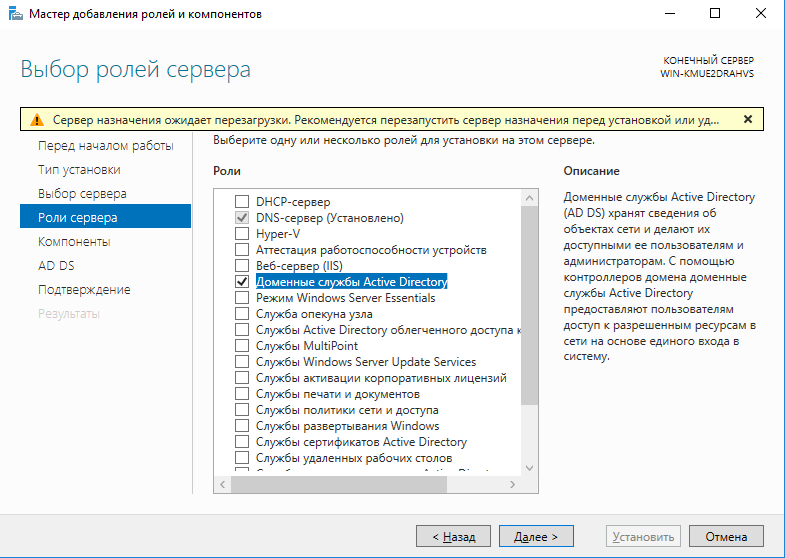 Мастер добавления ролей и компонентов
Выбор ролей сервера
КОНЕЧНЫЙ СЕРВЕР
WIN-KMUE2DRAHVS
Сервер назначения ожидает перезагрузки. Рекомендуется перезапустить сервер назначения перед установкой или уд...
Перед началом работы
Тип установки
Выбор сервера
Роли сервера
Компоненты
AD DS
Подтверждение
Результаты
Выберите одну или несколько ролей для установки на этом сервере.
Роли
DHCP-сервер
DNS-сервер (Установлено)
Hyper-V
Аттестация работоспособности устройств
Веб-сервер (IIS)
Доменные службы Active Directory
Режим Windows Server Essentials
Служба опекуна узла
Службы Active Directory облегченного доступа к
Службы MultiPoint
Службы Windows Server Update Services
Службы активации корпоративных лицензий
Службы печати и документов
Службы политики сети и доступа
Службы развертывания Windows
Службы сертификатов Active Directory
Службы удаленных рабочих столов
Описание
Доменные службы Active Directory
(AD DS) хранят сведения об
объектах сети и делают их
доступными ее пользователям и
администраторам. С помощью
контроллеров домена доменные
службы Active Directory
предоставляют пользователям
доступ к разрешенным ресурсам в
сети на основе единого входа в
систему.
< Назад
Далее >
Установить
Отмена